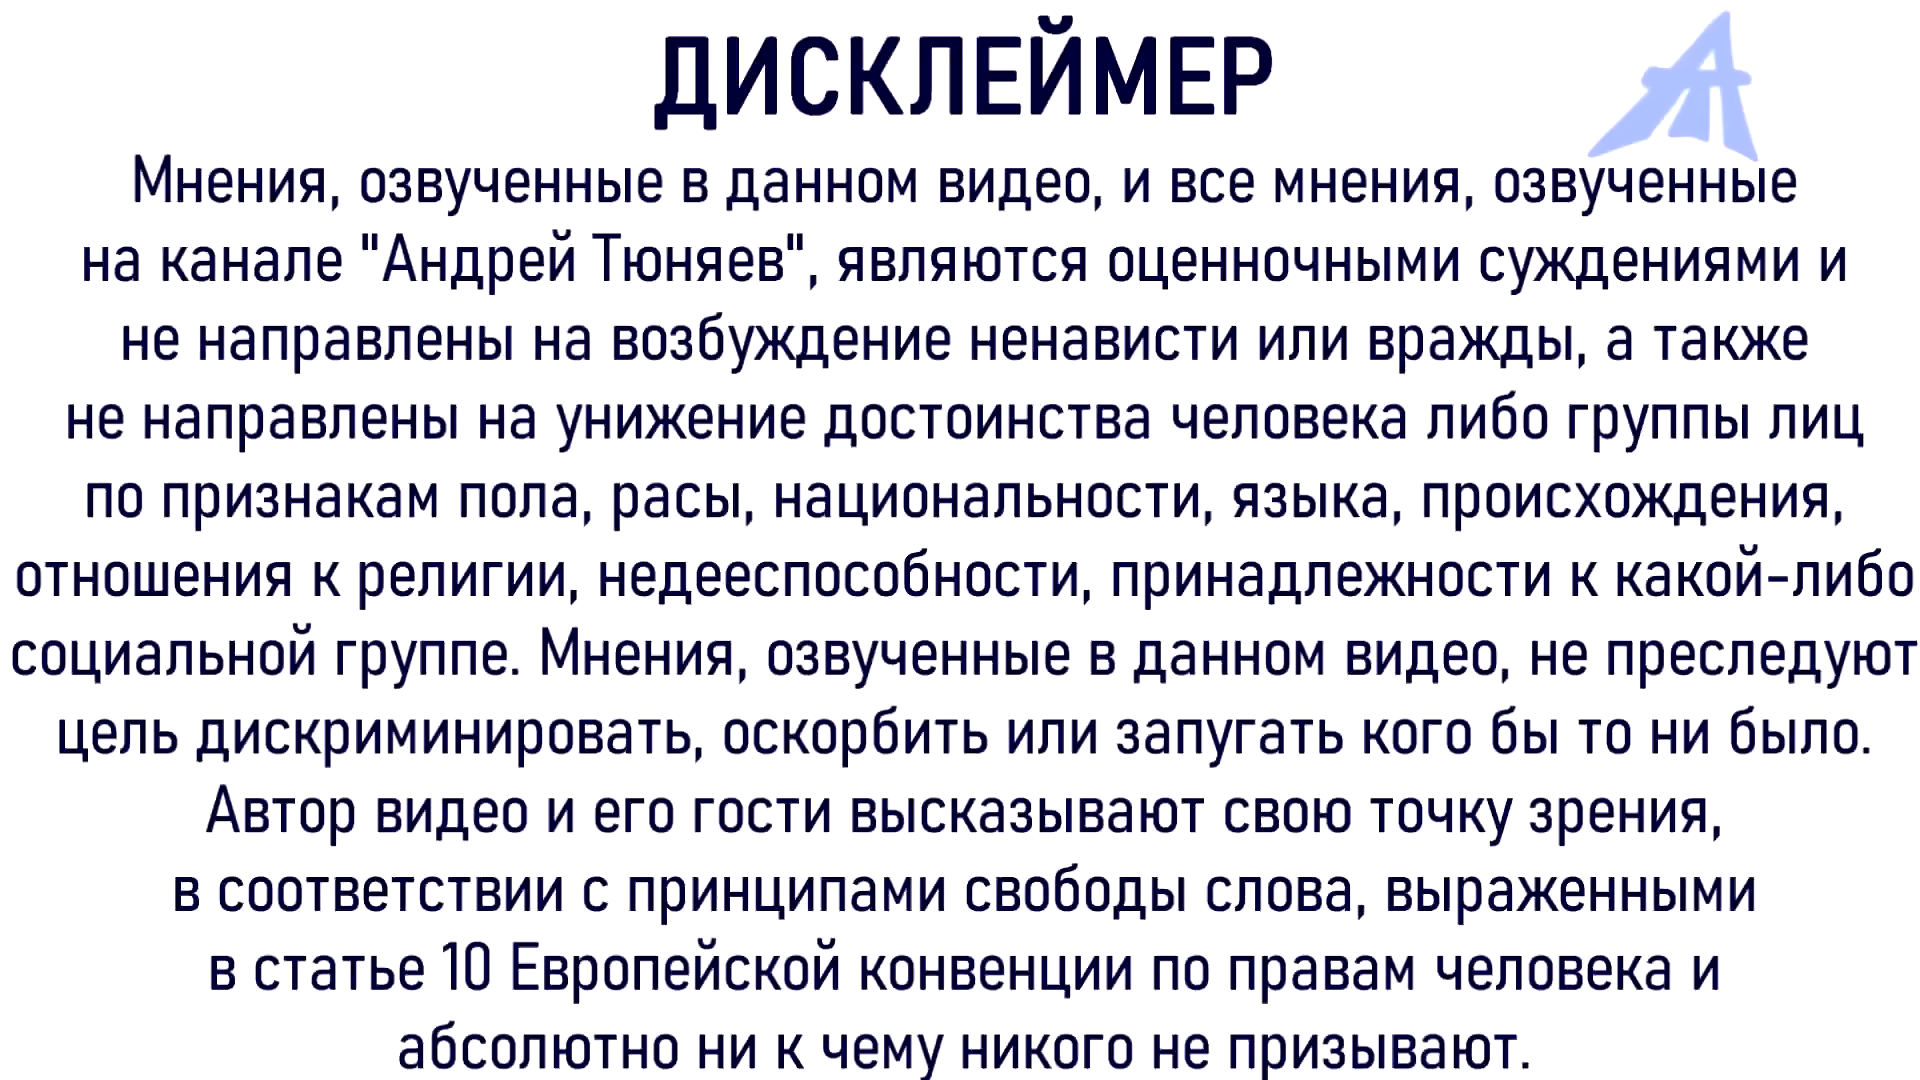 ДИСКЛЕЙМЕР
Мнения, озвученные в данном видео, и все мнения, озвученные
на канале "Андрей Тюняев", являются оценночными суждениями и
не направлены на возбуждение ненависти или вражды, а также
не направлены на унижение достоинства человека либо группы лиц
по признакам пола, расы, национальности, языка, происхождения,
отношения к религии, недееспособности, принадлежности к какой-либо
социальной группе. Мнения, озвученные в данном видео, не преследуют
цель дискриминировать, оскорбить или запугать кого бы то ни было.
Автор видео и его гости высказывают свою точку зрения,
в соответствии с принципами свободы слова, выраженными
в статье 10 Европейской конвенции по правам человека и
абсолютно ни к чему никого не призывают.